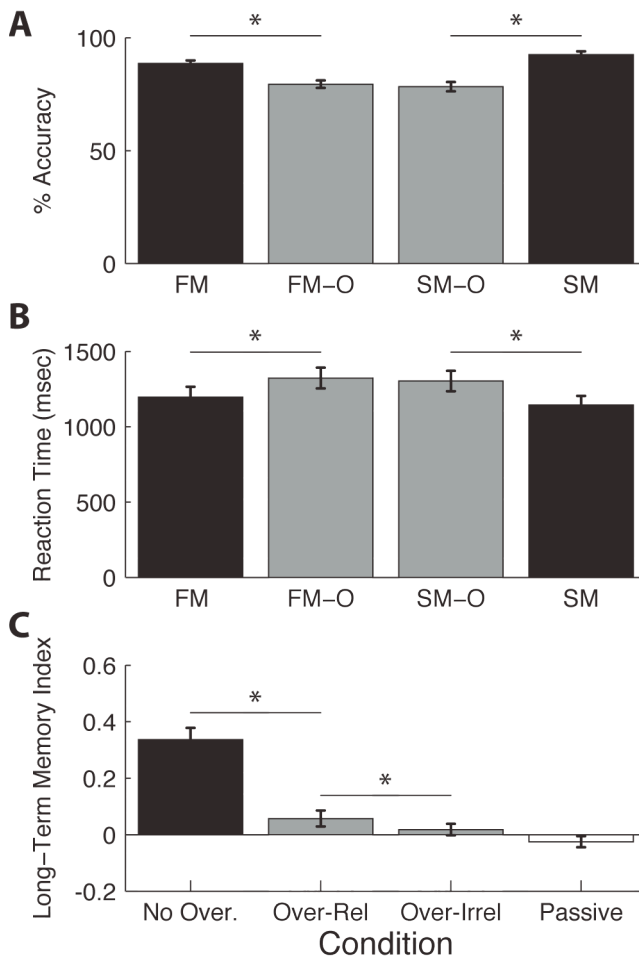 A
*
*
100
50
0
% Accuracy
FM
FM–O
SM–O
SM
B
*
*
1500
1000
500
0
Reaction Time (msec)
FM
FM–O
SM–O
SM
C
*
*
0.6
0.4
0.2
0
-0.2
Long–Term Memory Index
No Over.
Over-Rel
Over-Irrel
Passive
Condition